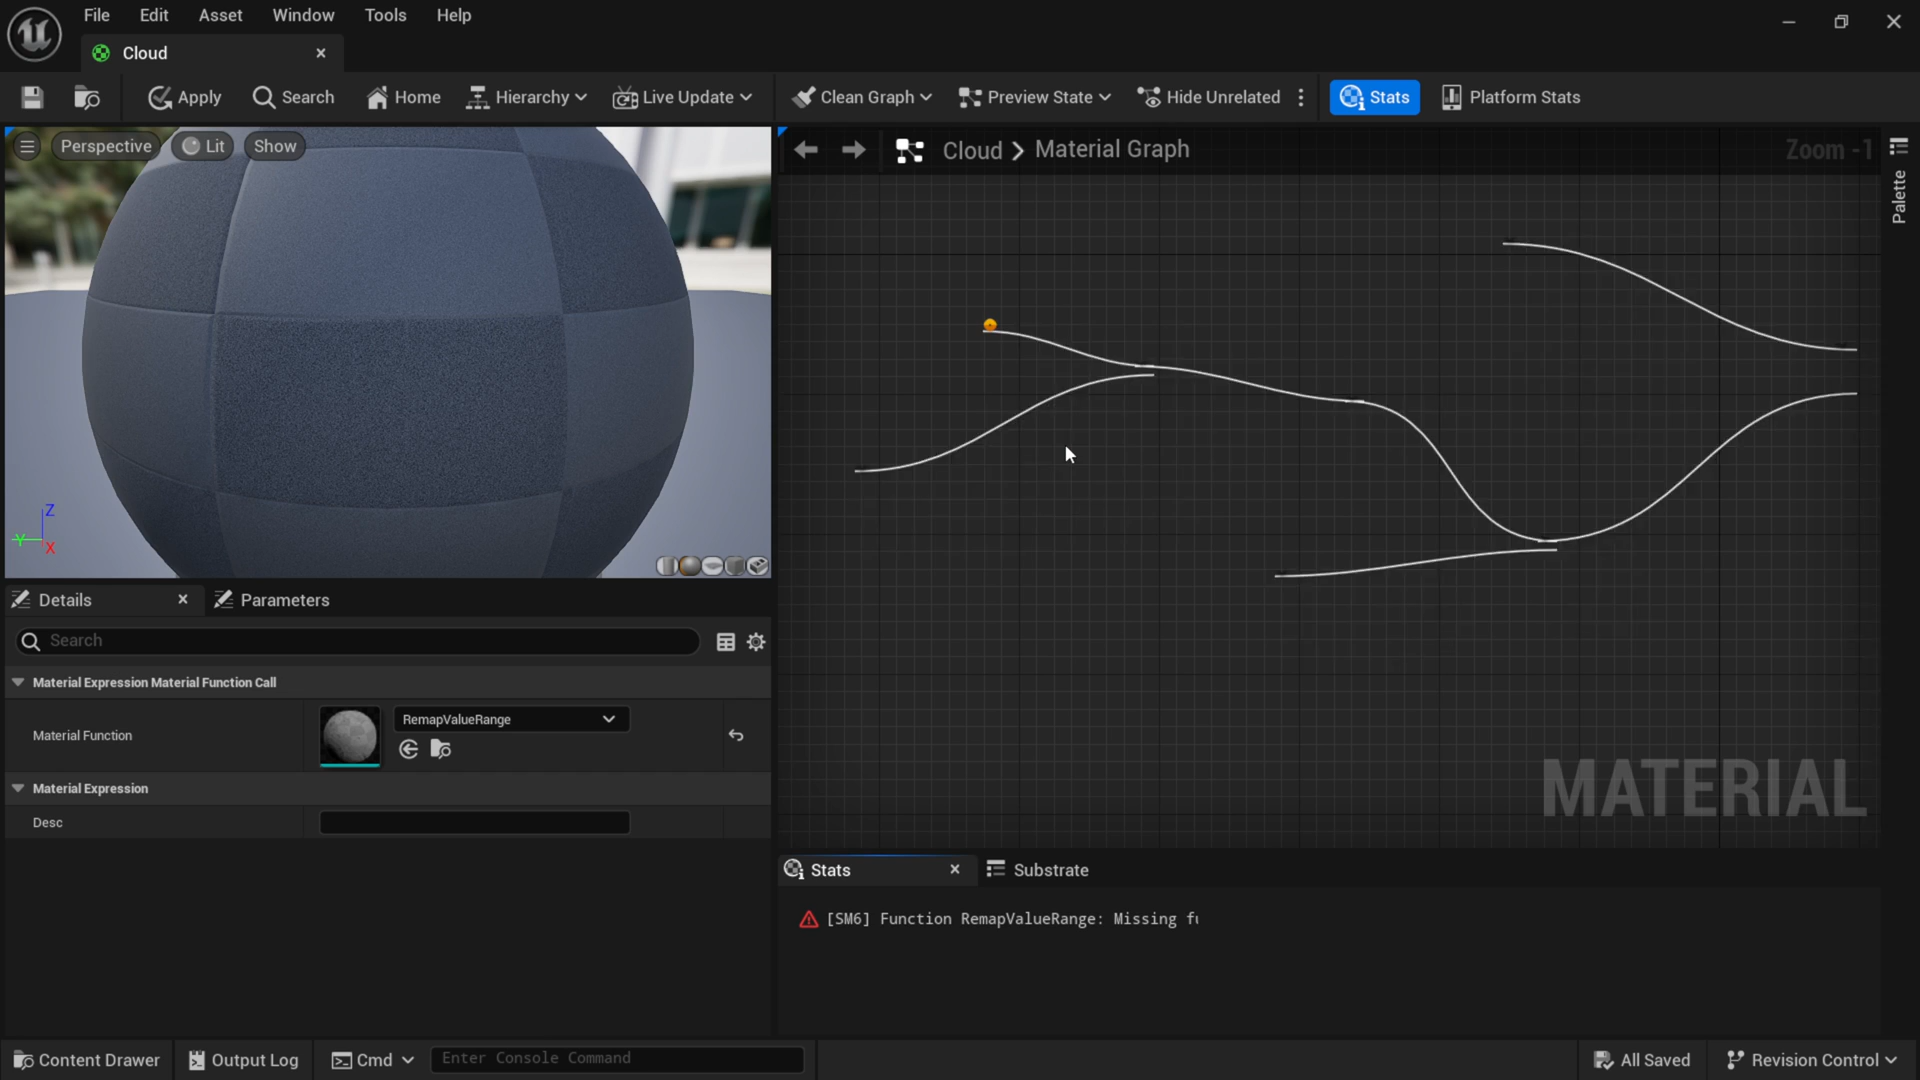 File Edit Asset Window Tools Help
Cloud
Apply Search Home Hierarchy Live Update Clean Graph Preview State Hide Unrelated Stats Platform Stats
Perspective Lit Show
Cloud > Material Graph
Zoom -1
Palette
Z
Y
X
MATERIAL
Details Parameters
Search
Material Expression Material Function Call
Material Function
RemapValueRange
Material Expression
Desc
Stats Substrate
[SM6] Function RemapValueRange: Missing
Content Drawer Output Log Cmd Enter Console Command All Saved Revision Control